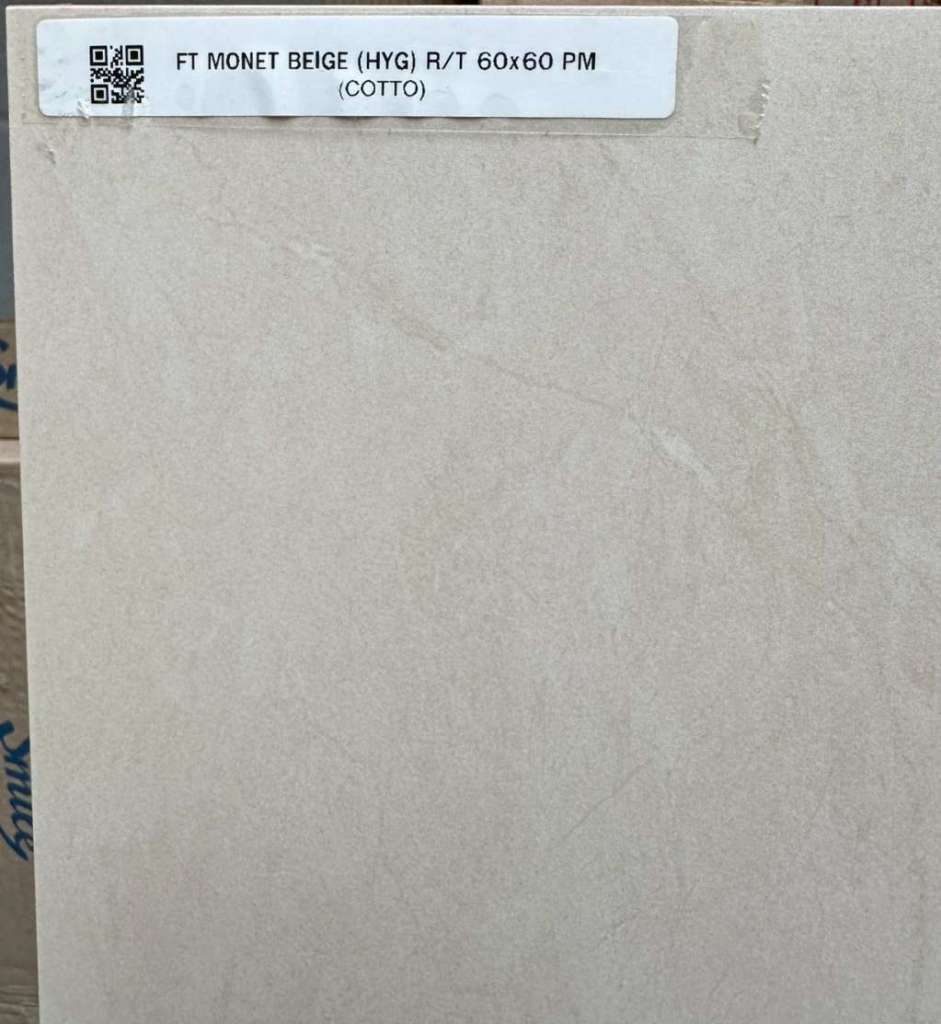 FT MONET BEIGE (HYG) R/T 60x60 PM
(COTTO)